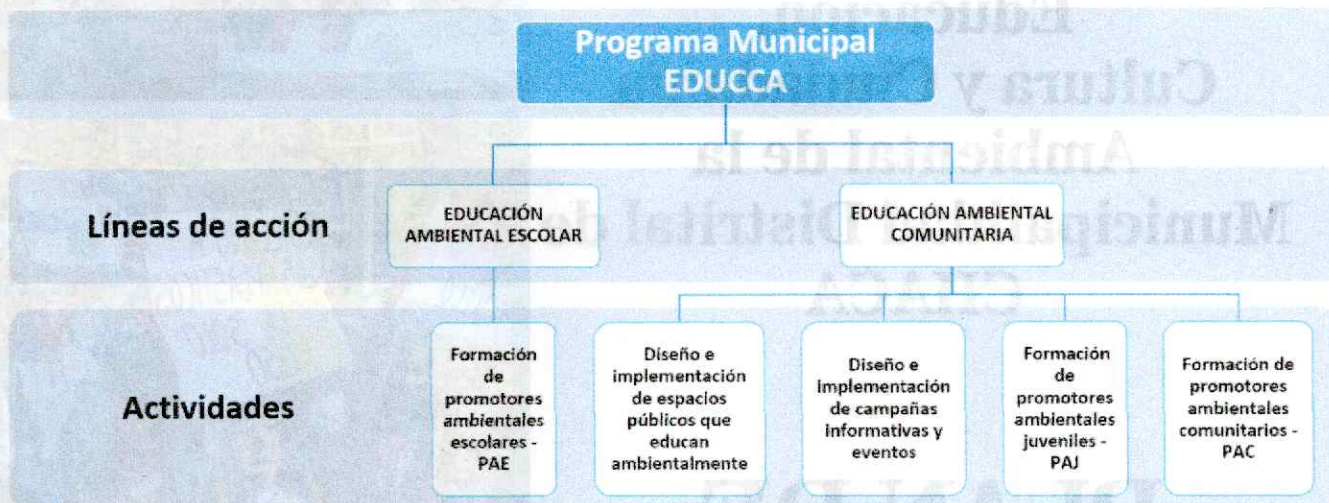 Programa Municipal
EDUCCA
Líneas de acción
EDUCACIÓN
AMBIENTAL ESCOLAR
EDUCACIÓN AMBIENTAL
COMUNITARIA
Actividades
Formación
de
promotores
ambientales
escolares -
PAE
Diseño e
implementación
de espacios
públicos que
educan
ambientalmente
Diseño e
implementación
de campañas
informativas y
eventos
Formación
de
promotores
ambientales
juveniles -
PAJ
Formación de
promotores
ambientales
comunitarios -
PAC
Educación
Cultura y
Ambiental de la
Distrital de